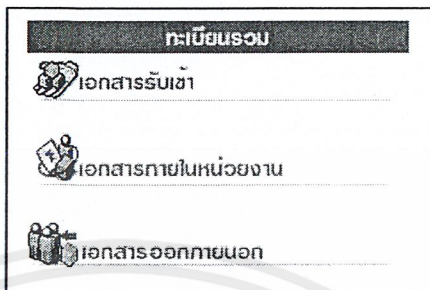 ทะเบียนรวม
เอกสารรับเข้า
เอกสารภายในหน่วยงาน
เอกสารออกภายนอก